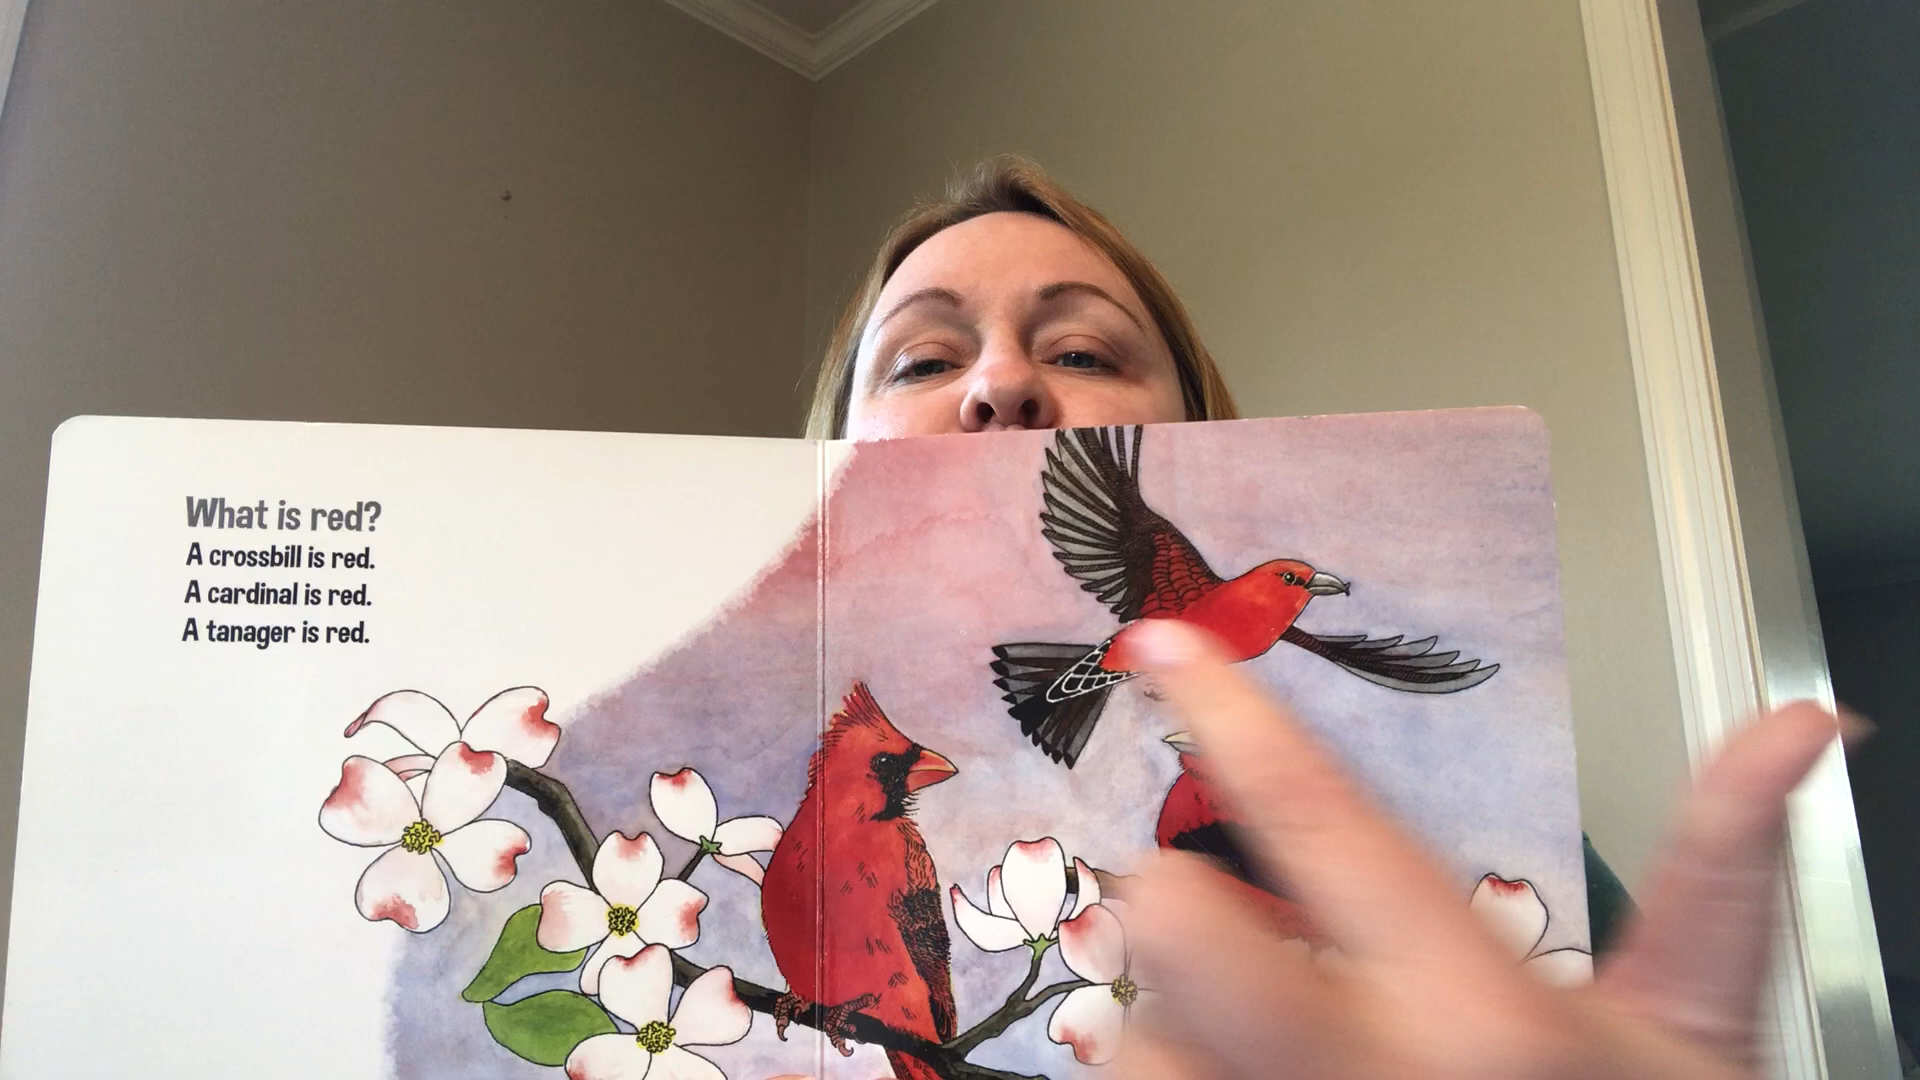 What is red?
A crossbill is red.
A cardinal is red.
A tanager is red.